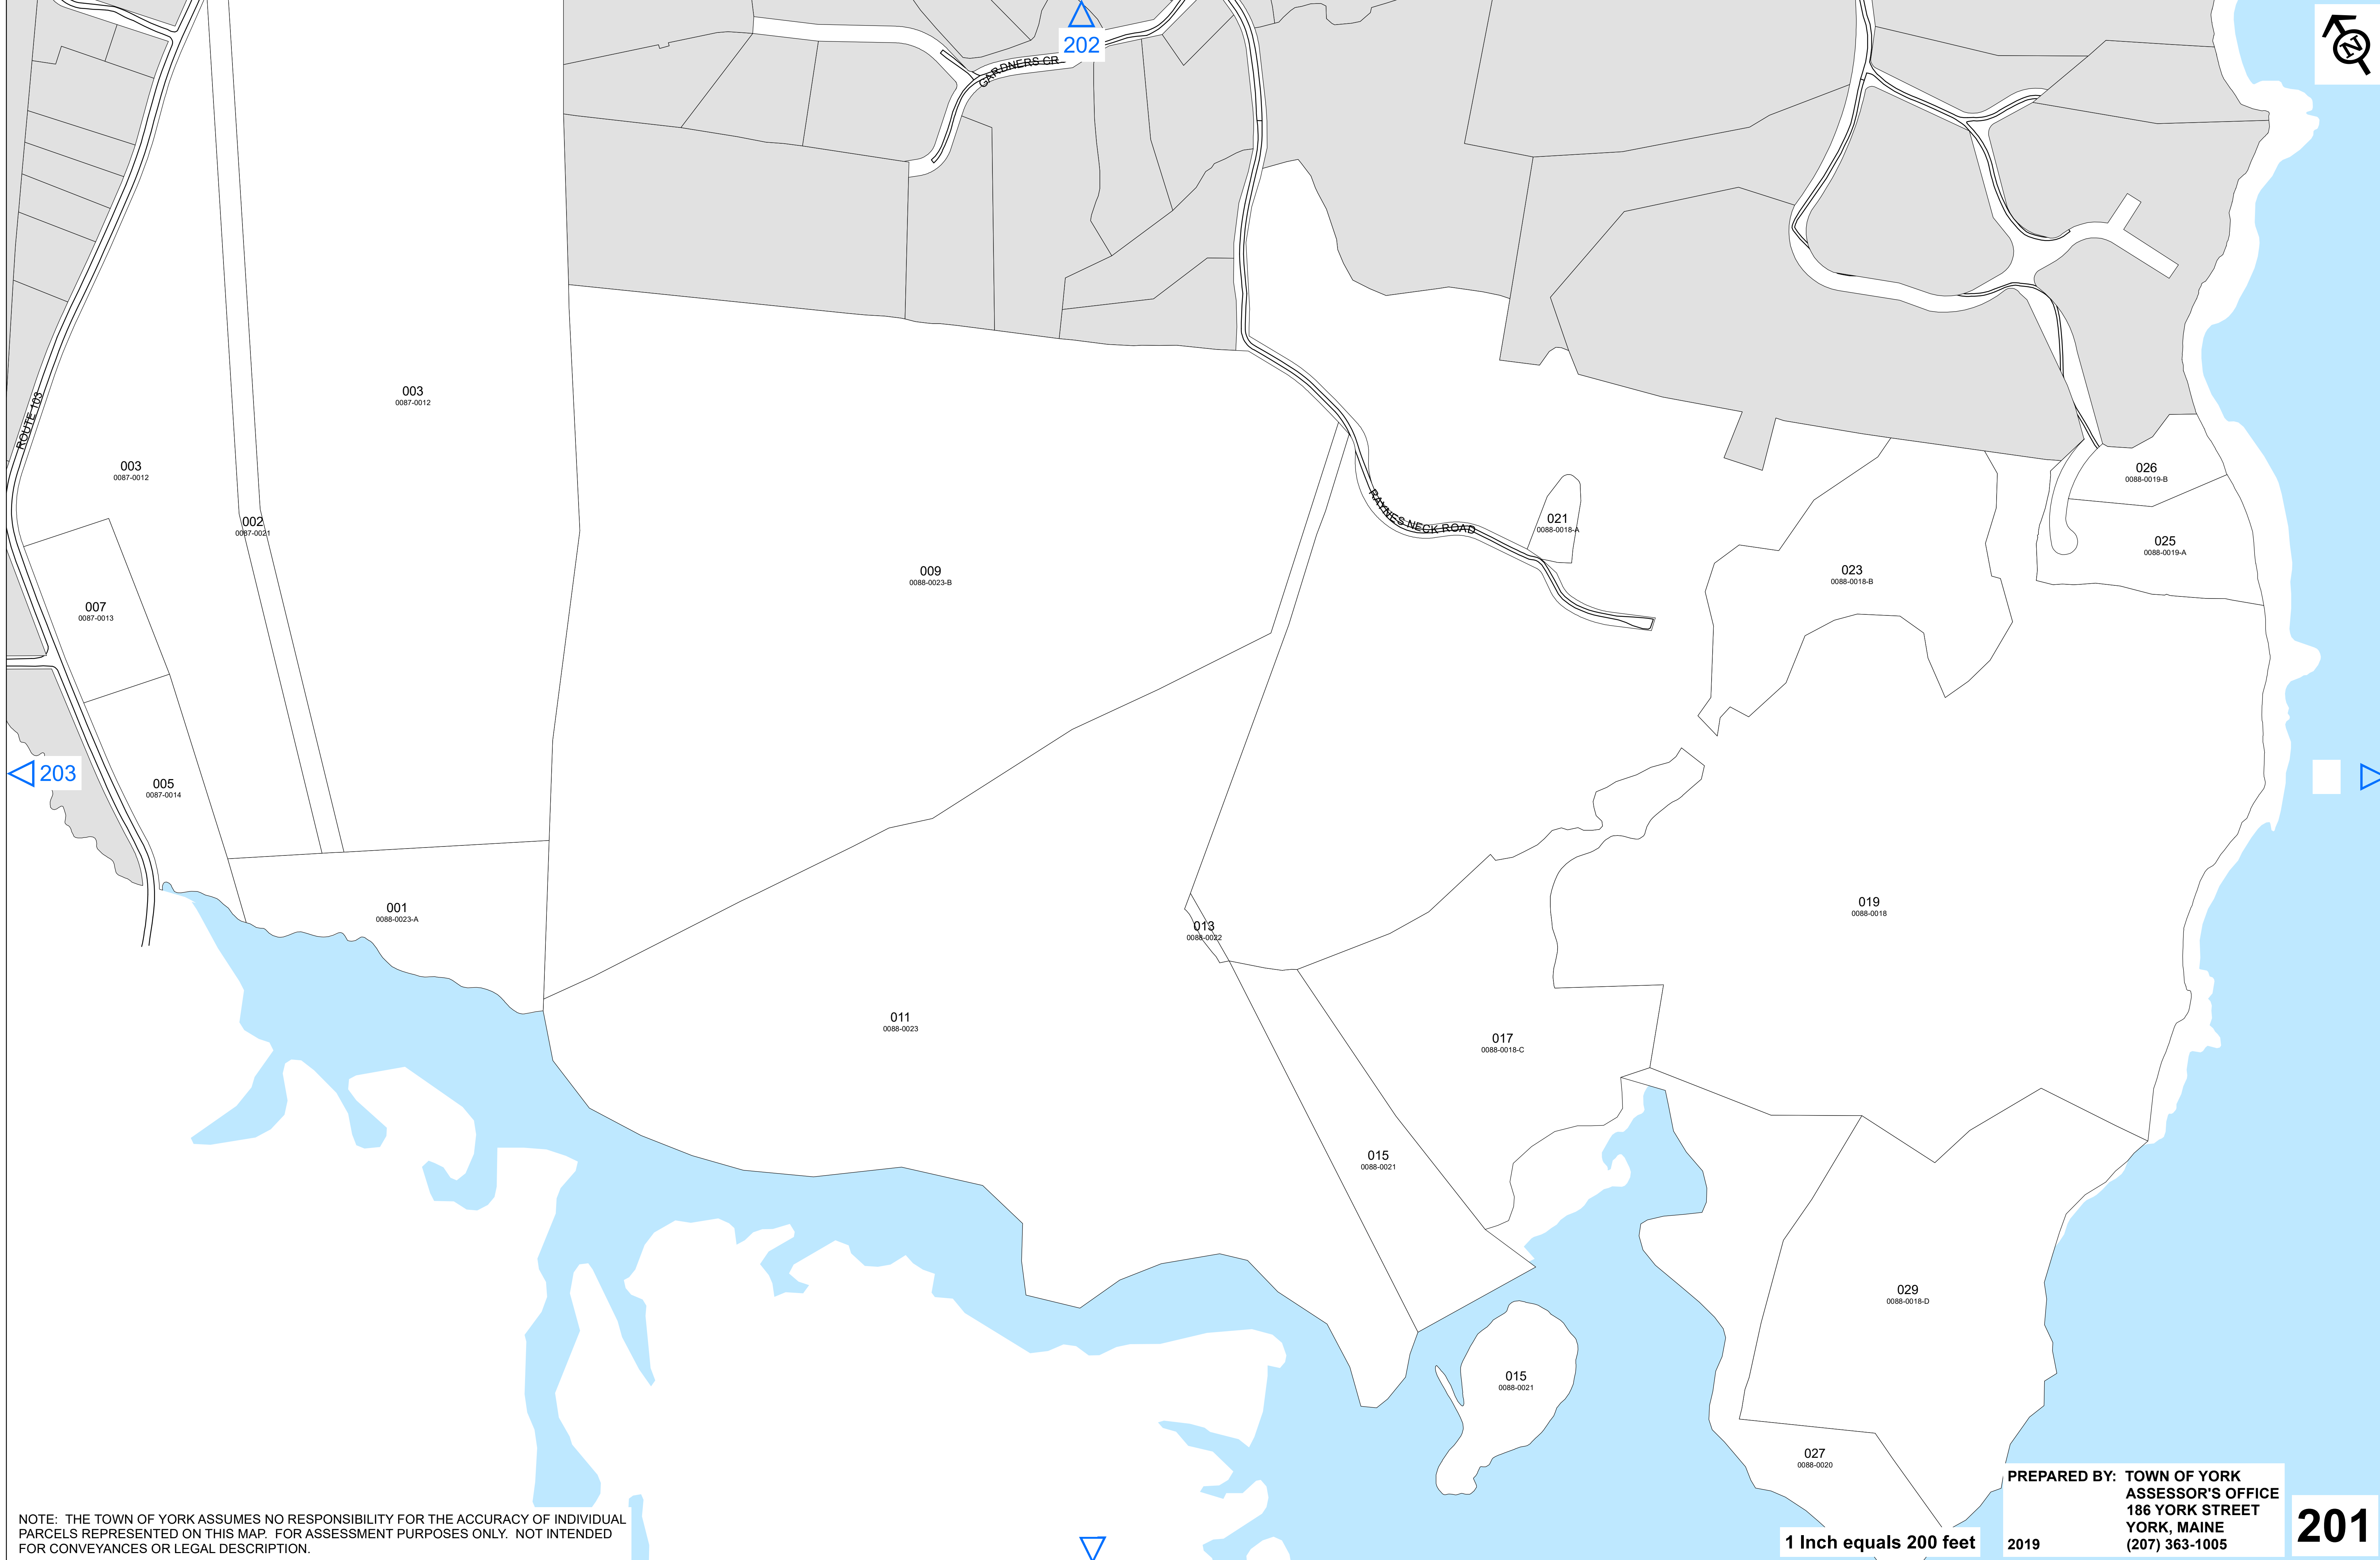 202
N
GARDNERS CR
ROUTE 103
003
0087-0012
003
0087-0012
002
0087-0021
026
0088-0019-B
021
0088-0018-A
RAYNES NECK ROAD
025
0088-0019-A
009
0088-0023-B
023
0088-0018-B
007
0087-0013
203
005
0087-0014
001
0088-0023-A
013
0088-0022
019
0088-0018
011
0088-0023
017
0088-0018-C
015
0088-0021
029
0088-0018-D
015
0088-0021
027
0088-0020
NOTE: THE TOWN OF YORK ASSUMES NO RESPONSIBILITY FOR THE ACCURACY OF INDIVIDUAL
PARCELS REPRESENTED ON THIS MAP. FOR ASSESSMENT PURPOSES ONLY. NOT INTENDED
FOR CONVEYANCES OR LEGAL DESCRIPTION.
1 Inch equals 200 feet
PREPARED BY: TOWN OF YORK
ASSESSOR'S OFFICE
186 YORK STREET
YORK, MAINE
2019 (207) 363-1005
201